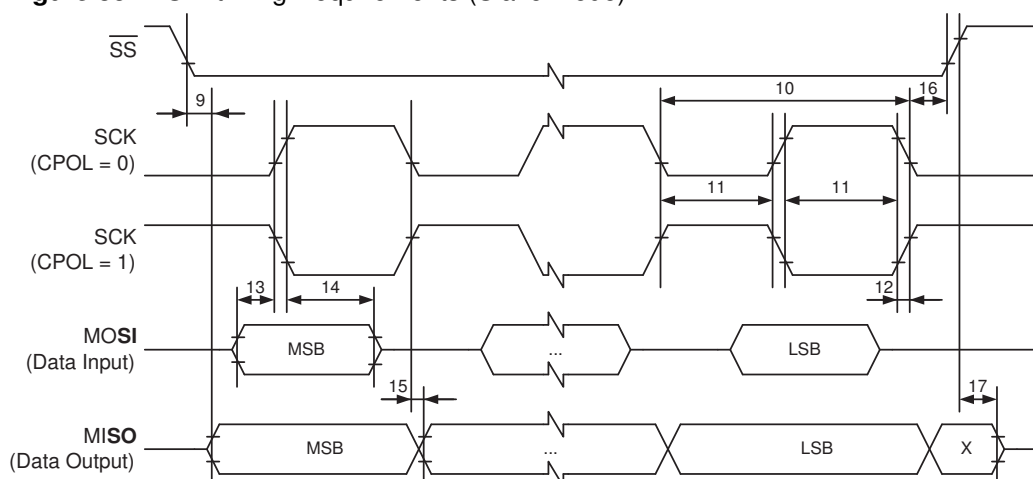 SS
9
10
16
SCK
(CPOL = 0)
11
11
SCK
(CPOL = 1)
13
14
12
MOSI
(Data Input)
MSB
...
LSB
15
17
MISO
(Data Output)
MSB
...
LSB
X